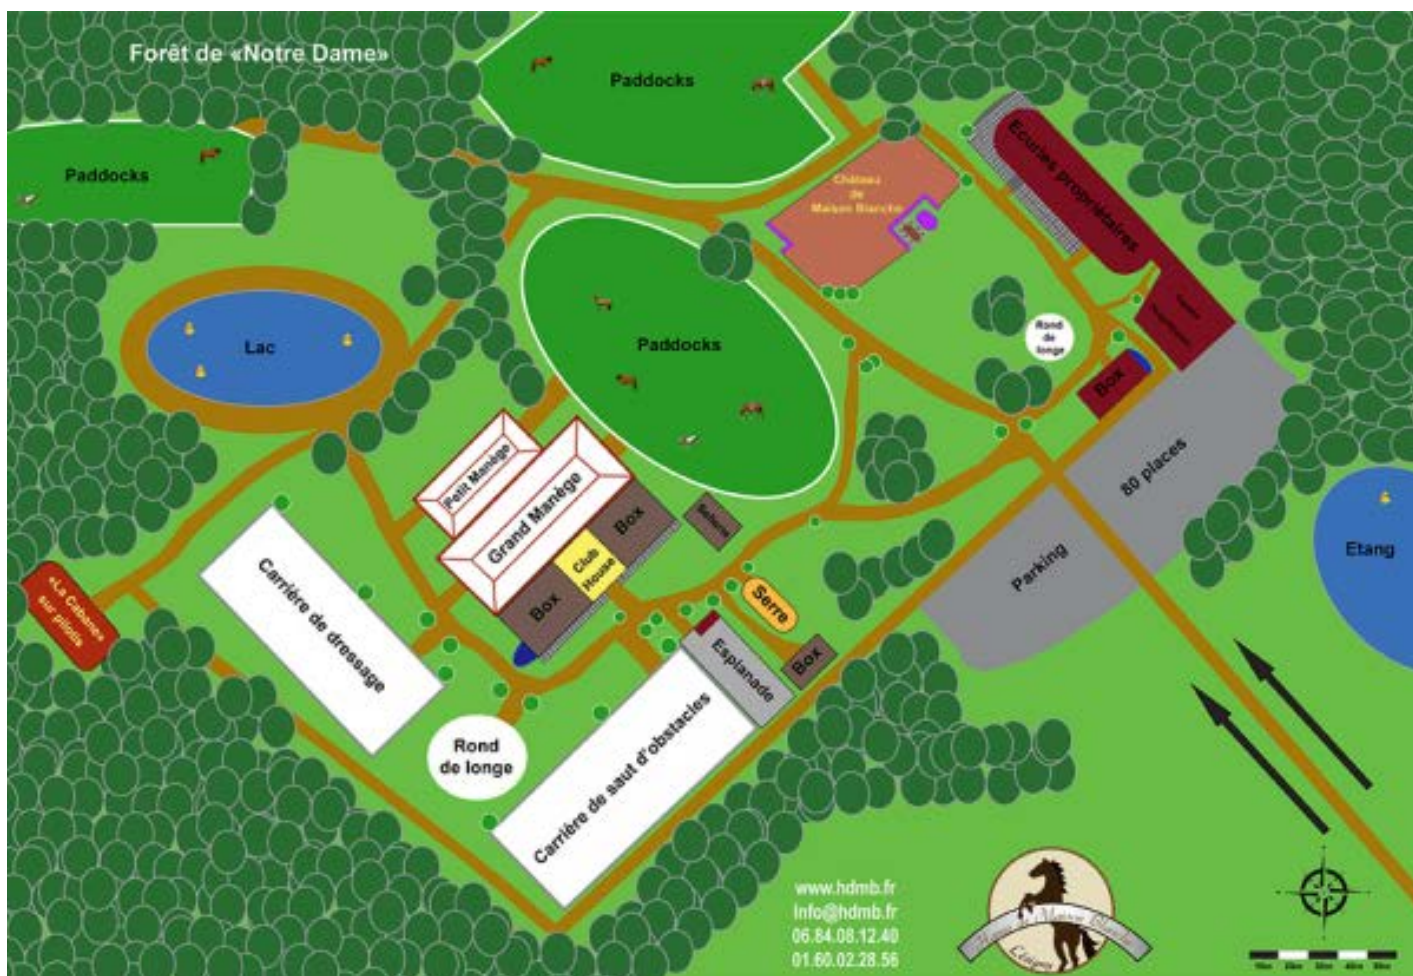 Forêt de «Notre Dame»
Paddocks
Paddocks
Château
de
Maison Blanche
Ecuries propriétaires
Lac
Paddocks
Rond
de
longe
Box
Petit Manège
Grand Manège
Box
Sellerie
Club
House
Box
80 places
Parking
Etang
«La Cabane»
sur pilotis
Carrière de dressage
Serre
Box
Esplanade
Rond
de longe
Carrière de saut d'obstacles
www.hdmb.fr
Info@hdmb.fr
06.84.08.12.40
01.60.02.28.56